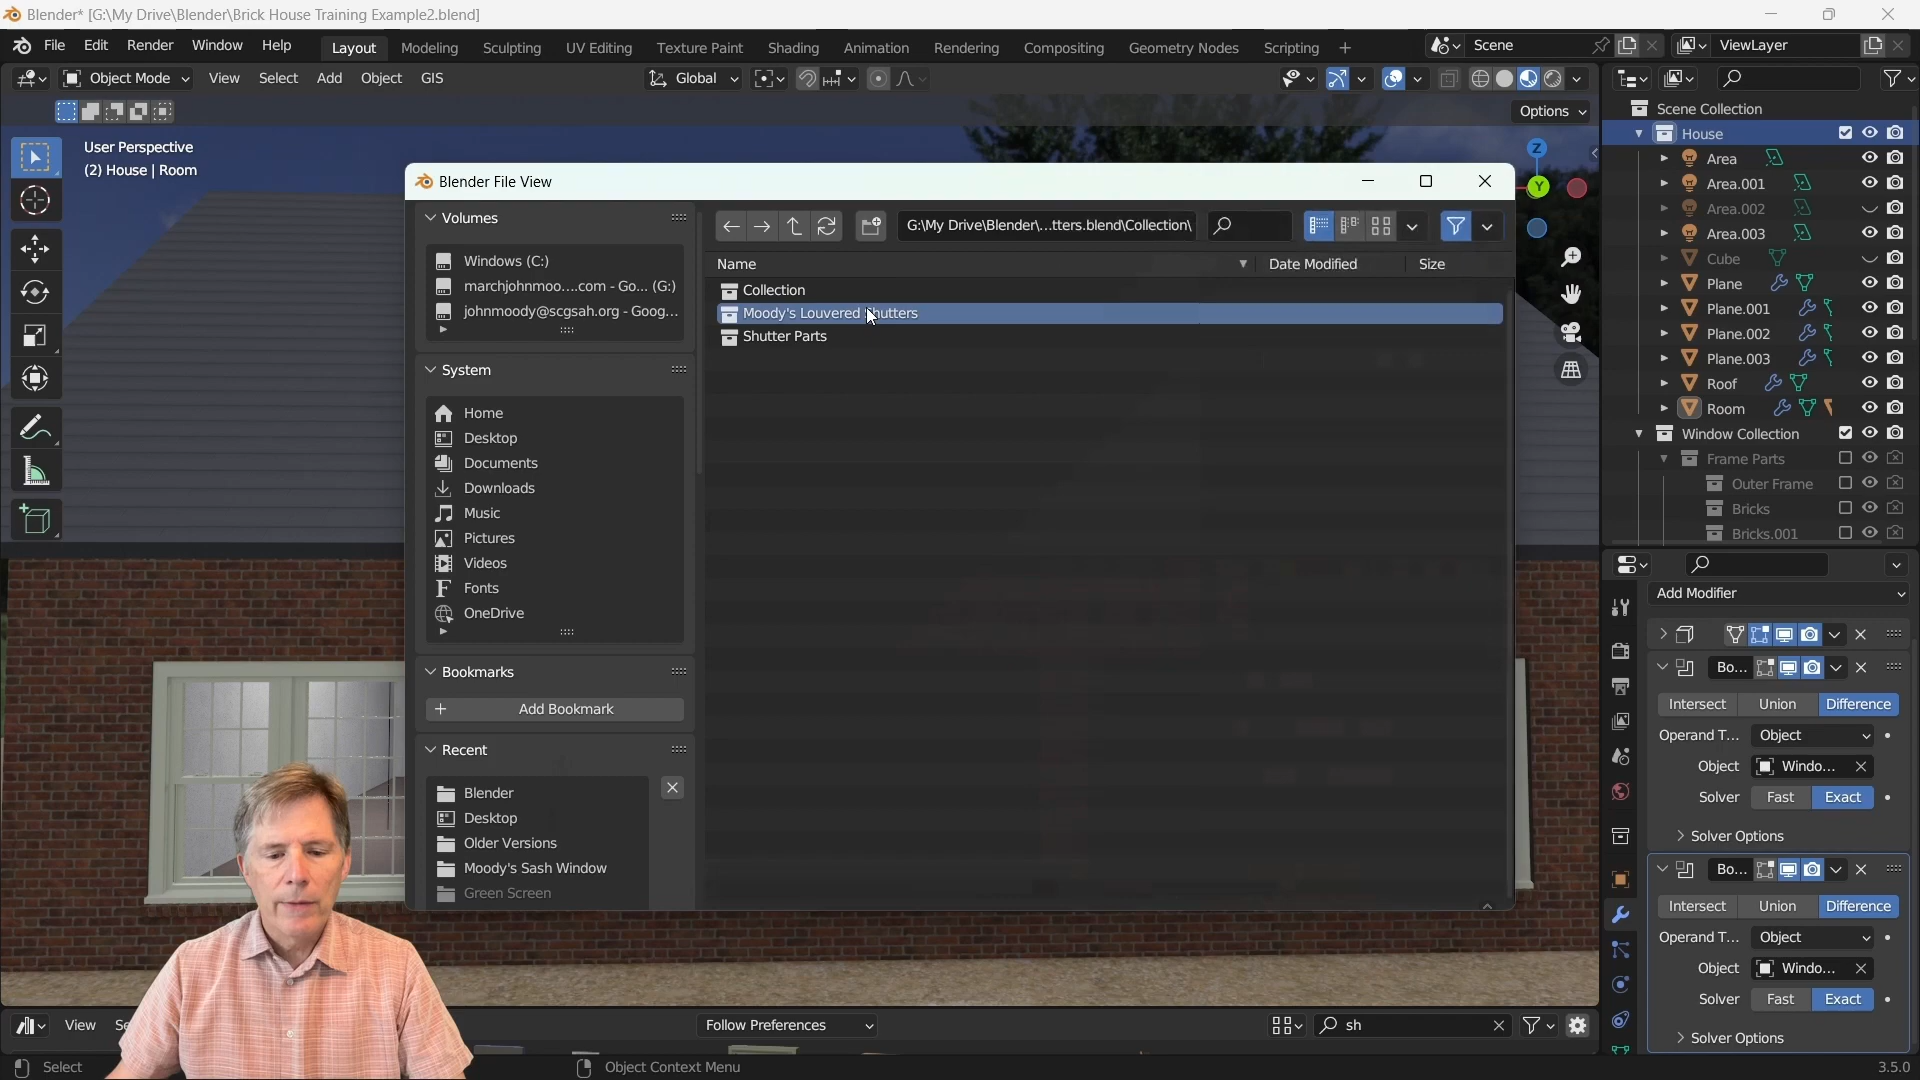 Blender* [G:\My Drive\Blender\Brick House Training Example2.blend]
File Edit Render Window Help Layout Modeling Sculpting UV Editing Texture Paint Shading Animation Rendering Compositing Geometry Nodes Scripting + Scene ViewLayer
Object Mode View Select Add Object GIS Global
Options
User Perspective
(2) House | Room
Z
Y
Blender File View
Volumes
Windows (C:)
marchjohnmoo....com - Go... (G:)
johnmoody@scgsah.org - Goog...
System
Home
Desktop
Documents
Downloads
Music
Pictures
Videos
Fonts
OneDrive
Bookmarks
Add Bookmark
Recent
Blender
Desktop
Older Versions
Moody's Sash Window
Green Screen
G:\My Drive\Blender\...tters.blend\Collection\
Name Date Modified Size
Collection
Moody's Louvered Shutters
Shutter Parts
Scene Collection
House
Area
Area.001
Area.002
Area.003
Cube
Plane
Plane.001
Plane.002
Plane.003
Roof
Room
Window Collection
Frame Parts
Outer Frame
Bricks
Bricks.001
Add Modifier
Bo...
Intersect Union Difference
Operand T... Object
Object Windo...
Solver Fast Exact
Solver Options
Bo...
Intersect Union Difference
Operand T... Object
Object Windo...
Solver Fast Exact
Solver Options
View Follow Preferences sh
Select Object Context Menu 3.5.0